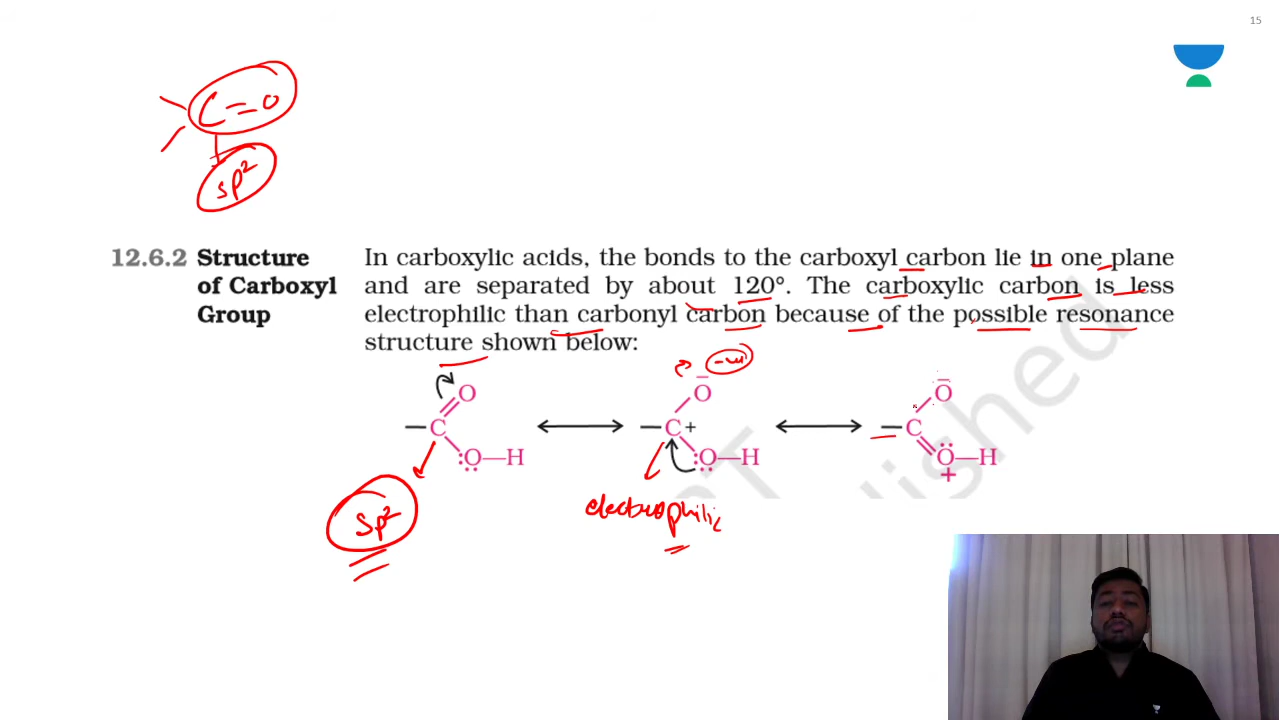 15
C=O
sp²
12.6.2 Structure of Carboxyl Group
In carboxylic acids, the bonds to the carboxyl carbon lie in one plane
and are separated by about 120°. The carboxylic carbon is less
electrophilic than carbonyl carbon because of the possible resonance
structure shown below:
O
C
:O—H
sp²
-ve
O
C+
:O—H
electrophilic
O
C
O—H
+